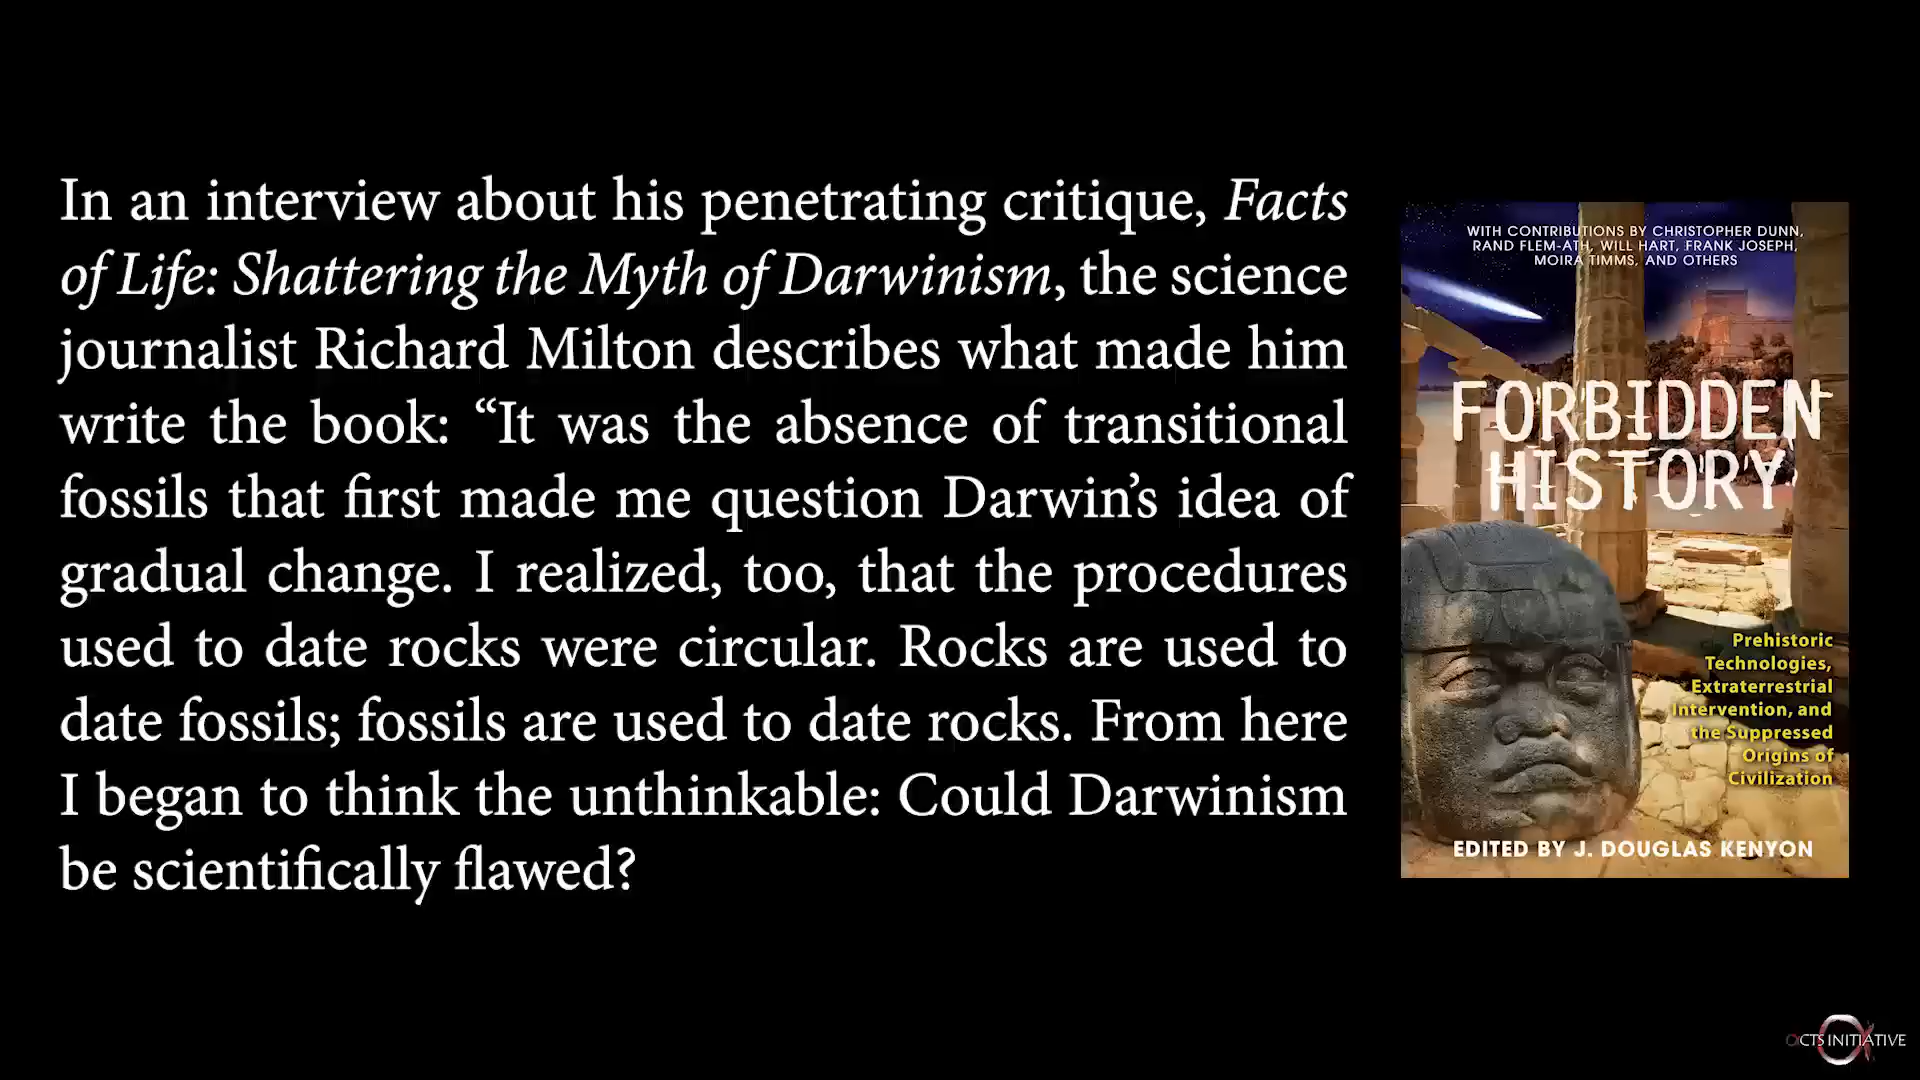 In an interview about his penetrating critique, Facts
of Life: Shattering the Myth of Darwinism, the science
journalist Richard Milton describes what made him
write the book: “It was the absence of transitional
fossils that first made me question Darwin’s idea of
gradual change. I realized, too, that the procedures
used to date rocks were circular. Rocks are used to
date fossils; fossils are used to date rocks. From here
I began to think the unthinkable: Could Darwinism
be scientifically flawed?
WITH CONTRIBUTIONS BY CHRISTOPHER DUNN,
RAND FLEM-ATH, WILL HART, FRANK JOSEPH,
MOIRA TIMMS, AND OTHERS
FORBIDDEN
HISTORY
Prehistoric
Technologies,
Extraterrestrial
Intervention, and
the Suppressed
Origins of
Civilization
EDITED BY J. DOUGLAS KENYON
OCTS INITIATIVE